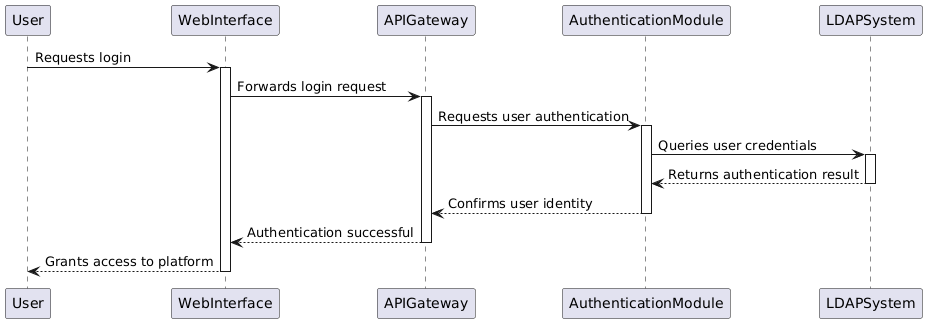 User WebInterface APIGateway AuthenticationModule LDAPSystem
Requests login
Forwards login request
Requests user authentication
Queries user credentials
Returns authentication result
Confirms user identity
Authentication successful
Grants access to platform
User WebInterface APIGateway AuthenticationModule LDAPSystem